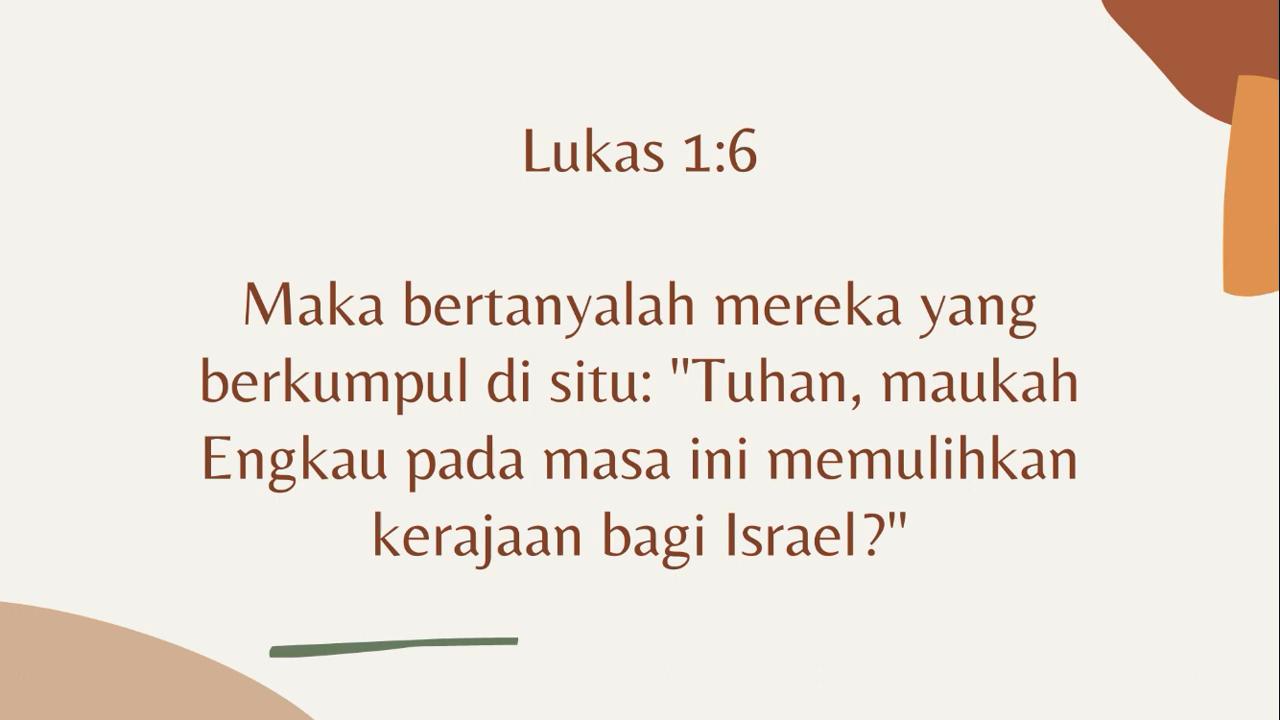 Lukas 1:6
Maka bertanyalah mereka yang
berkumpul di situ: "Tuhan, maukah
Engkau pada masa ini memulihkan
kerajaan bagi Israel?"